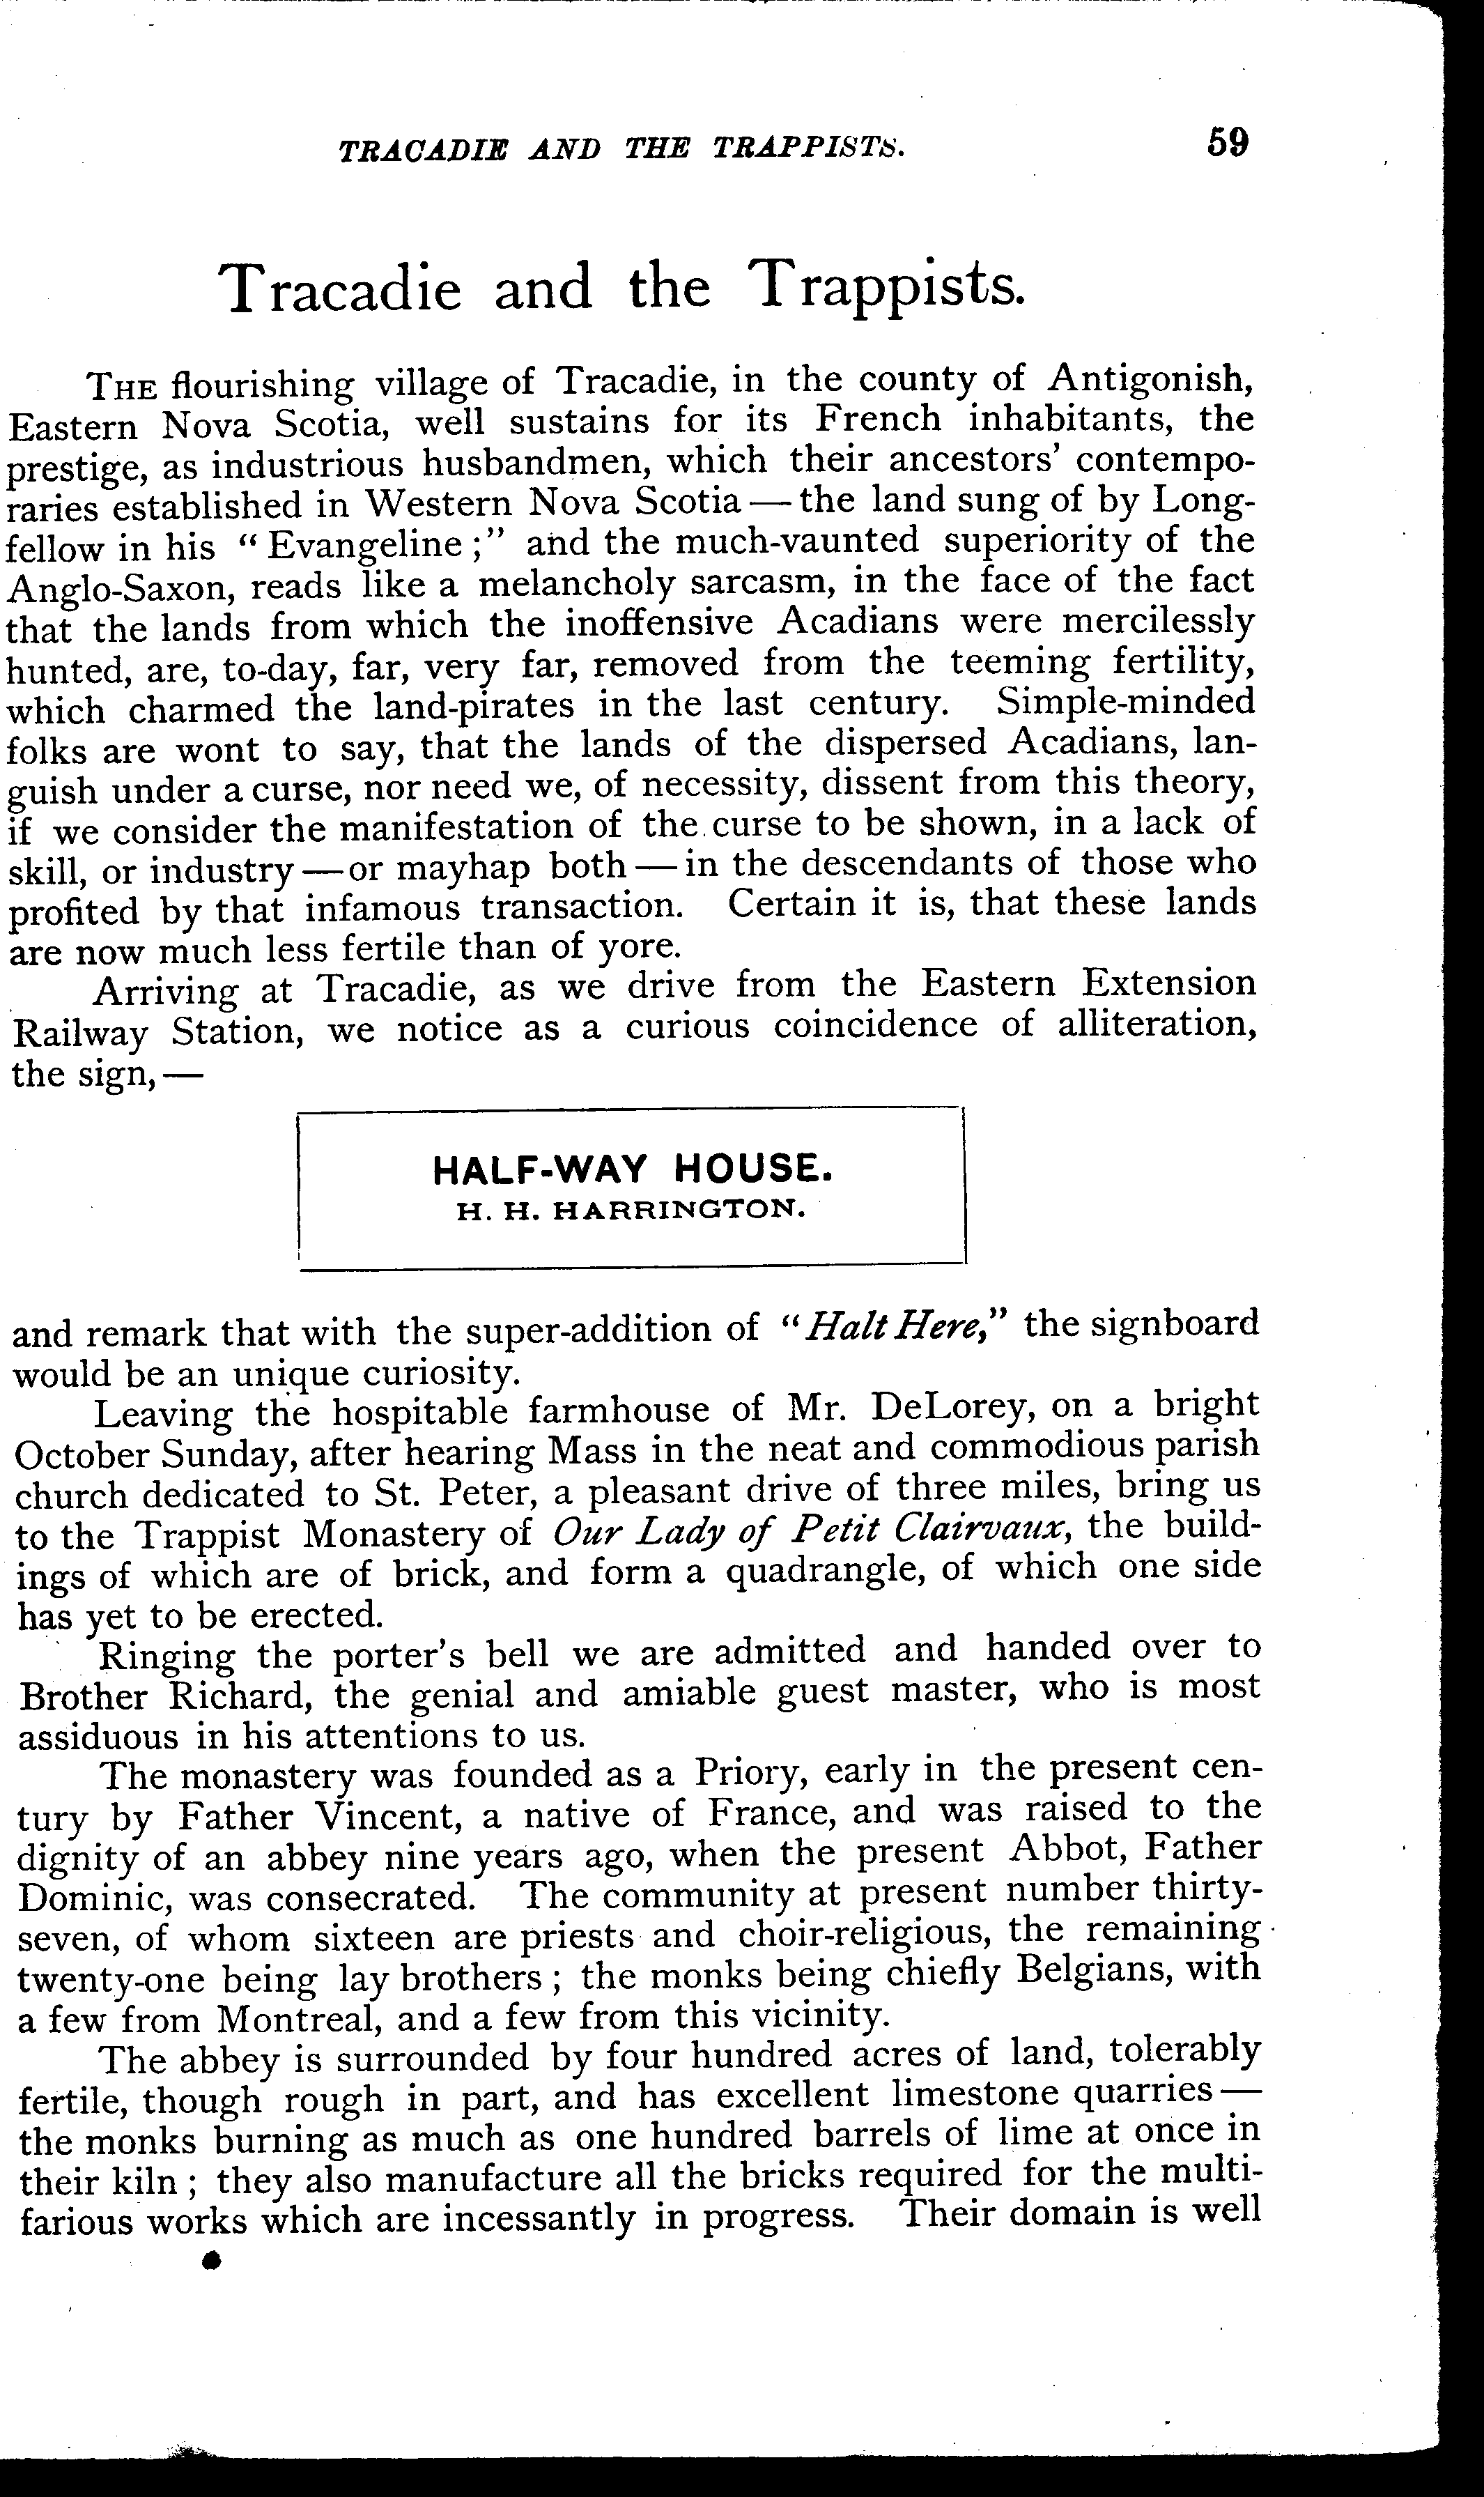 TRACADIE AND THE TRAPPISTS. 59
Tracadie and the Trappists.
THE flourishing village of Tracadie, in the county of Antigonish,
Eastern Nova Scotia, well sustains for its French inhabitants, the
prestige, as industrious husbandmen, which their ancestors' contempo-
raries established in Western Nova Scotia — the land sung of by Long-
fellow in his "Evangeline;" and the much-vaunted superiority of the
Anglo-Saxon, reads like a melancholy sarcasm, in the face of the fact
that the lands from which the inoffensive Acadians were mercilessly
hunted, are, to-day, far, very far, removed from the teeming fertility,
which charmed the land-pirates in the last century. Simple-minded
folks are wont to say, that the lands of the dispersed Acadians, lan-
guish under a curse, nor need we, of necessity, dissent from this theory,
if we consider the manifestation of the curse to be shown, in a lack of
skill, or industry — or mayhap both — in the descendants of those who
profited by that infamous transaction. Certain it is, that these lands
are now much less fertile than of yore.
Arriving at Tracadie, as we drive from the Eastern Extension
Railway Station, we notice as a curious coincidence of alliteration,
the sign, —
HALF-WAY HOUSE.
H. H. HARRINGTON.
and remark that with the super-addition of "Halt Here," the signboard
would be an unique curiosity.
Leaving the hospitable farmhouse of Mr. DeLorey, on a bright
October Sunday, after hearing Mass in the neat and commodious parish
church dedicated to St. Peter, a pleasant drive of three miles, bring us
to the Trappist Monastery of Our Lady of Petit Clairvaux, the build-
ings of which are of brick, and form a quadrangle, of which one side
has yet to be erected.
Ringing the porter's bell we are admitted and handed over to
Brother Richard, the genial and amiable guest master, who is most
assiduous in his attentions to us.
The monastery was founded as a Priory, early in the present cen-
tury by Father Vincent, a native of France, and was raised to the
dignity of an abbey nine years ago, when the present Abbot, Father
Dominic, was consecrated. The community at present number thirty-
seven, of whom sixteen are priests and choir-religious, the remaining
twenty-one being lay brothers; the monks being chiefly Belgians, with
a few from Montreal, and a few from this vicinity.
The abbey is surrounded by four hundred acres of land, tolerably
fertile, though rough in part, and has excellent limestone quarries —
the monks burning as much as one hundred barrels of lime at once in
their kiln; they also manufacture all the bricks required for the multi-
farious works which are incessantly in progress. Their domain is well